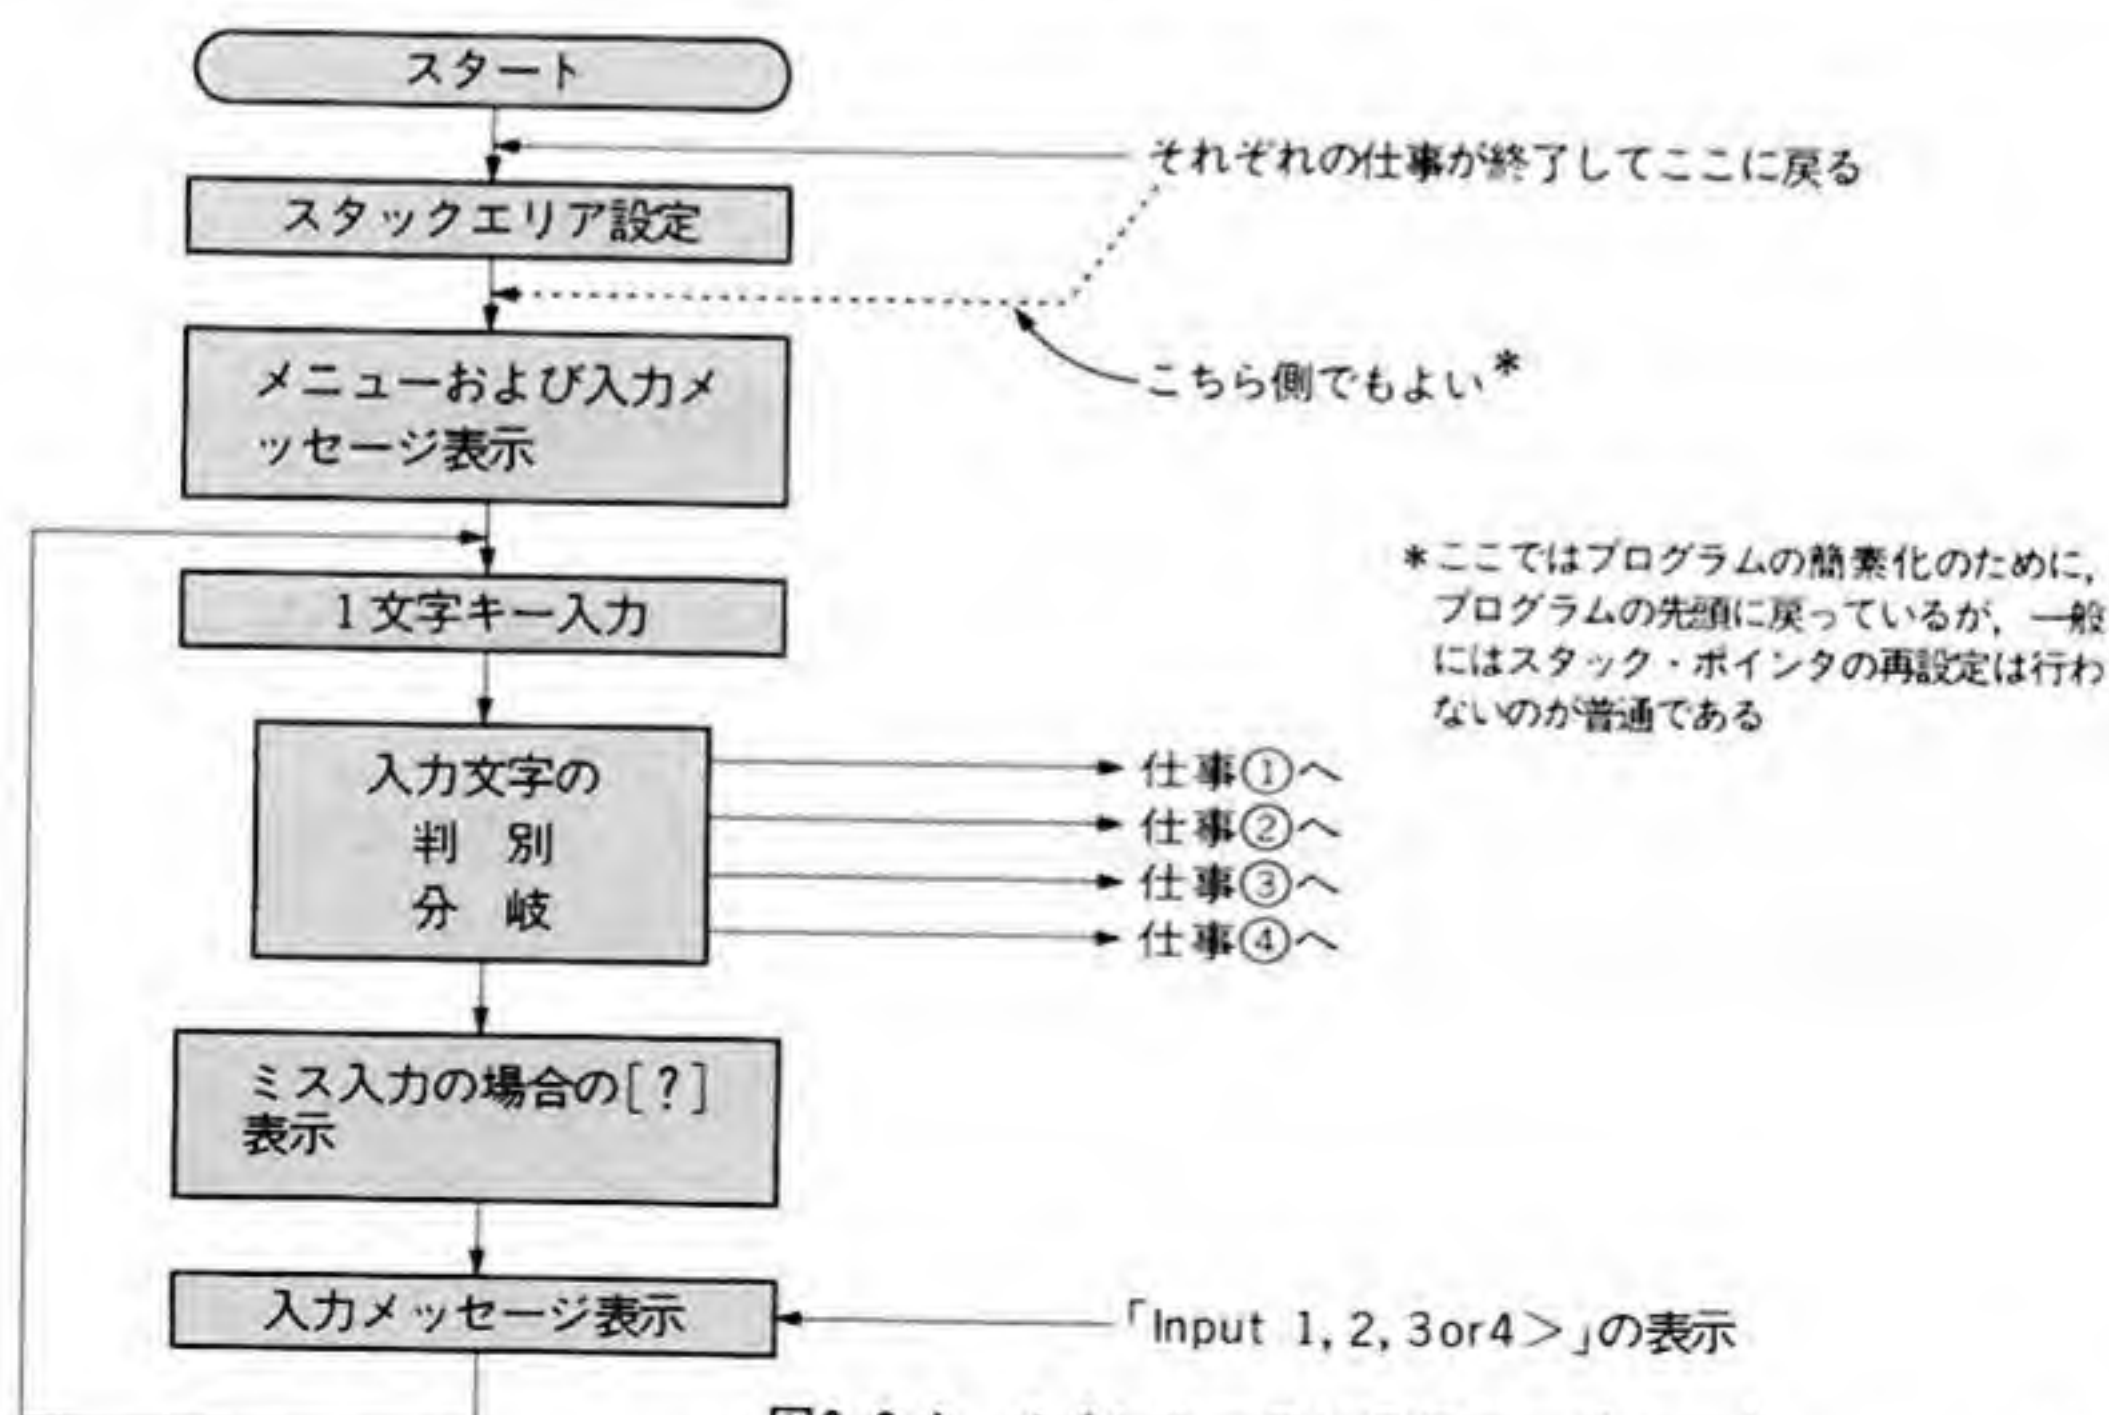 スタート
それぞれの仕事が終了してここに戻る
スタックエリア設定
メニューおよび入力メ
ッセージ表示
こちら側でもよい*
*ここではプログラムの簡素化のために,
プログラムの先頭に戻っているが, 一般
にはスタック・ポインタの再設定は行わ
ないのが普通である
1文字キー入力
入力文字の
判 別
分 岐
仕事①へ
仕事②へ
仕事③へ
仕事④へ
ミス入力の場合の[?]
表示
入力メッセージ表示
「Input 1, 2, 3or4>」の表示